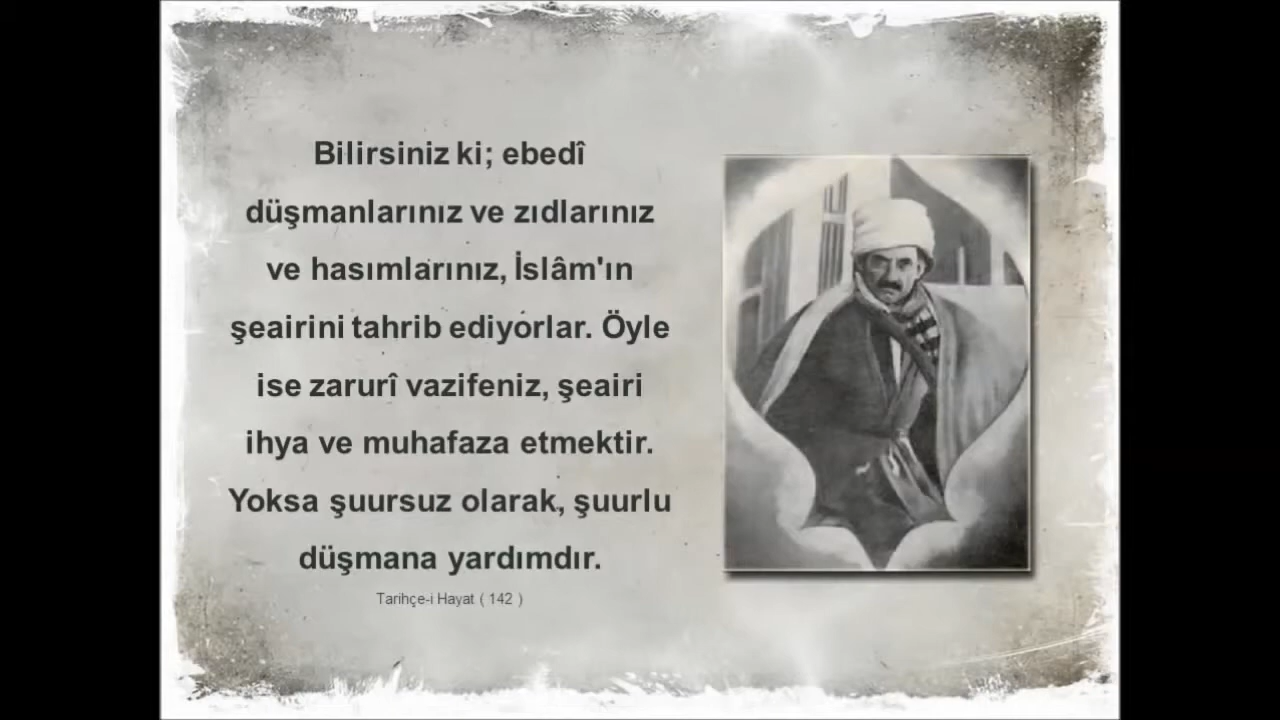 Bilirsiniz ki; ebedî
düşmanlarınız ve zıdlarınız
ve hasımlarınız, İslâm'ın
şeairini tahrib ediyorlar. Öyle
ise zarurî vazifeniz, şeairi
ihya ve muhafaza etmektir.
Yoksa şuursuz olarak, şuurlu
düşmana yardımdır.
Tarihçe-i Hayat ( 142 )